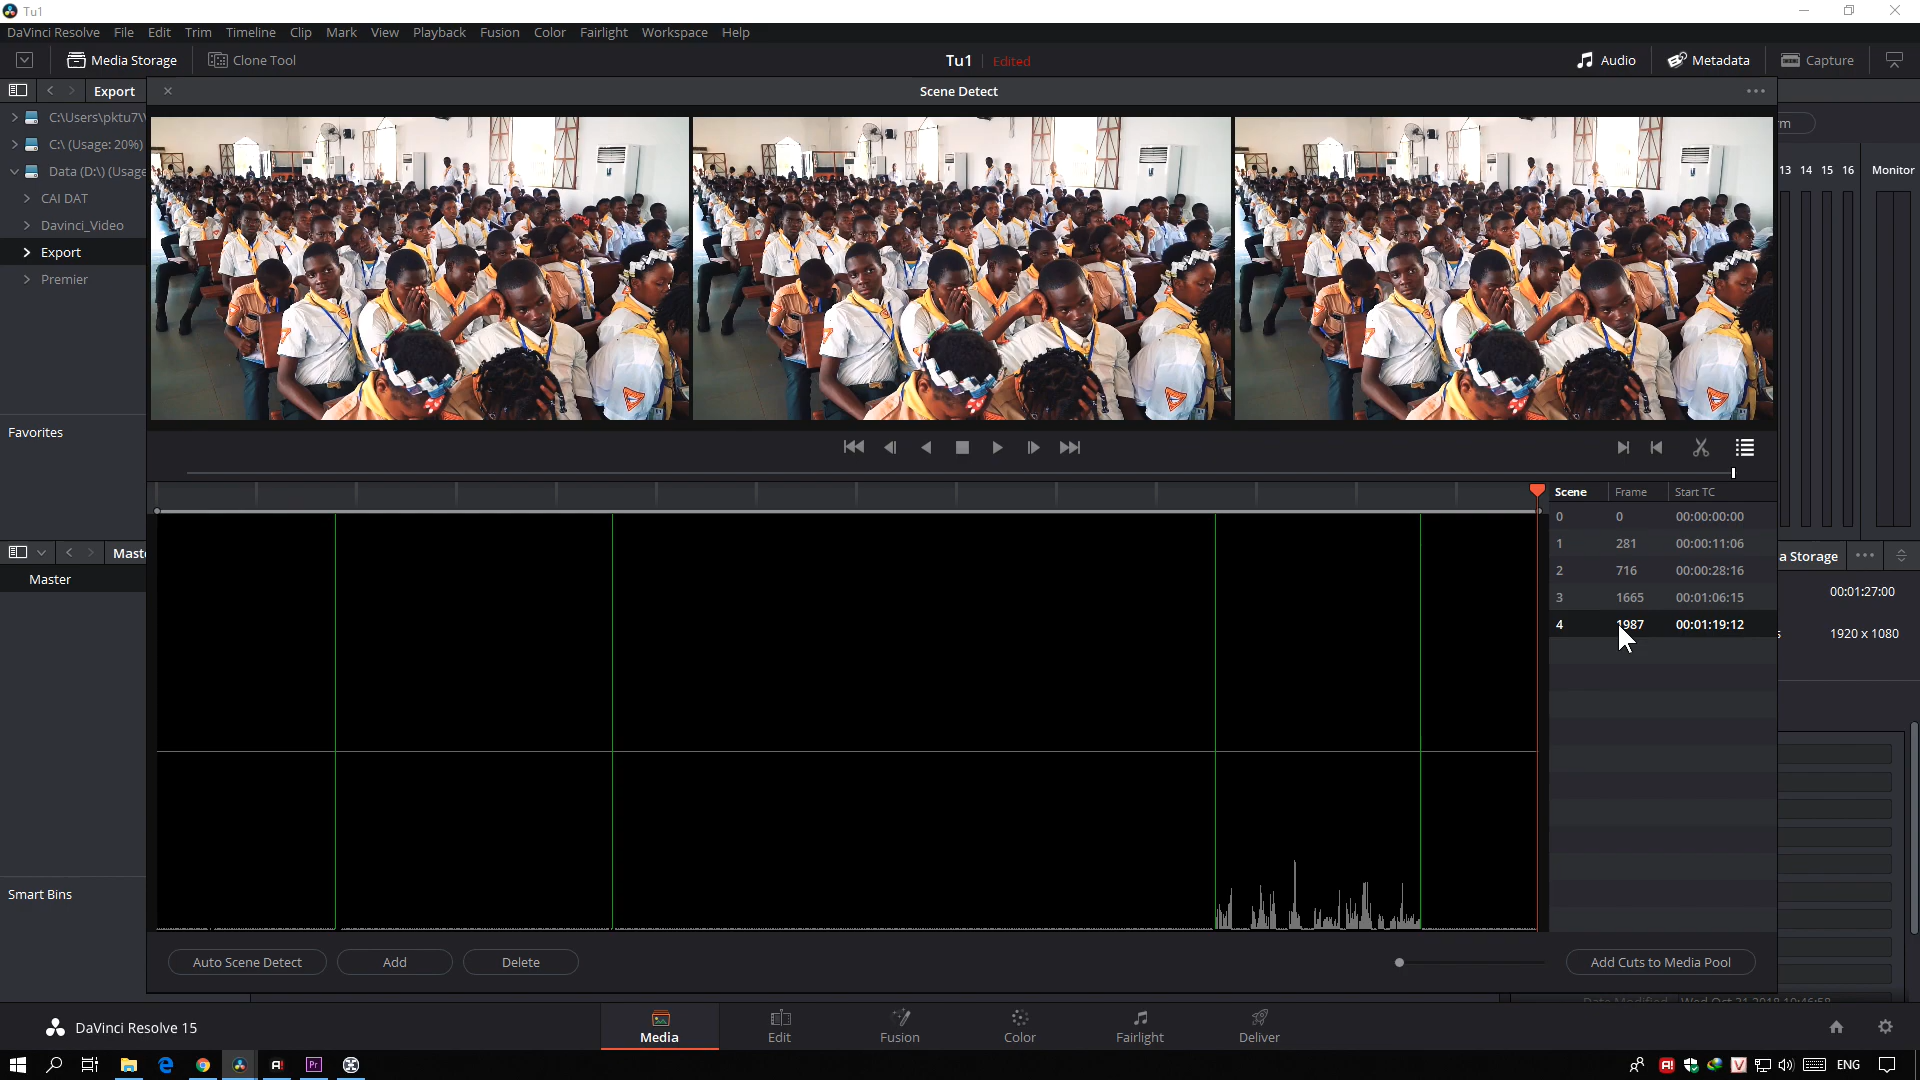 Tu1
DaVinci Resolve File Edit Trim Timeline Clip Mark View Playback Fusion Color Fairlight Workspace Help
Media Storage Clone Tool Tu1 Edited Audio Metadata Capture
Export Scene Detect
C:\Users\pktu7\
C:\ (Usage: 20%)
Data (D:\) (Usage
CAI DAT
Davinci_Video
Export
Premier
13 14 15 16 Monitor
Favorites
Scene Frame Start TC
0 0 00:00:00:00
1 281 00:00:11:06
2 716 00:00:28:16
3 1665 00:01:06:15
4 1987 00:01:19:12
Mast
a Storage
Master
00:01:27:00
1920 x 1080
Smart Bins
Auto Scene Detect Add Delete Add Cuts to Media Pool
DaVinci Resolve 15
Media Edit Fusion Color Fairlight Deliver
Pr ENG